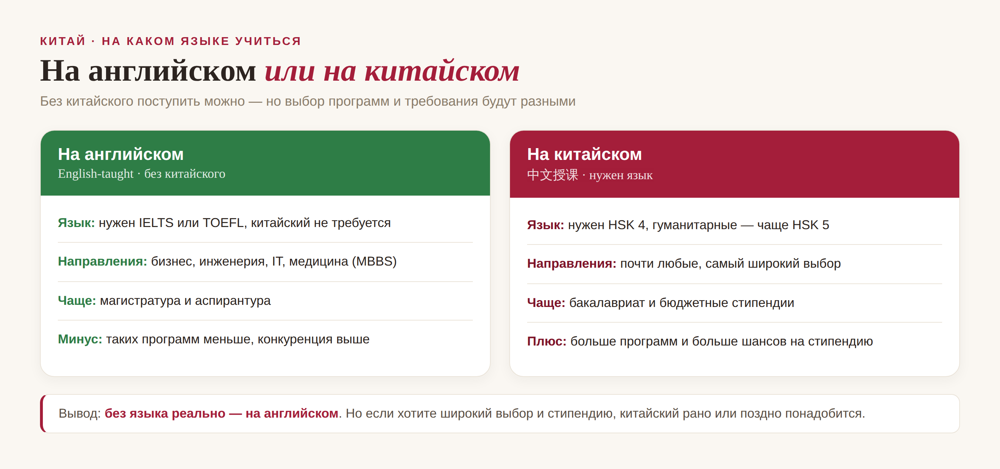 КИТАЙ · НА КАКОМ ЯЗЫКЕ УЧИТЬСЯ
На английском или на китайском
Без китайского поступить можно — но выбор программ и требования будут разными
На английском
English-taught · без китайского
Язык: нужен IELTS или TOEFL, китайский не требуется
Направления: бизнес, инженерия, IT, медицина (MBBS)
Чаще: магистратура и аспирантура
Минус: таких программ меньше, конкуренция выше
На китайском
中文授课 · нужен язык
Язык: нужен HSK 4, гуманитарные — чаще HSK 5
Направления: почти любые, самый широкий выбор
Чаще: бакалавриат и бюджетные стипендии
Плюс: больше программ и больше шансов на стипендию
Вывод: без языка реально — на английском. Но если хотите широкий выбор и стипендию, китайский рано или поздно понадобится.